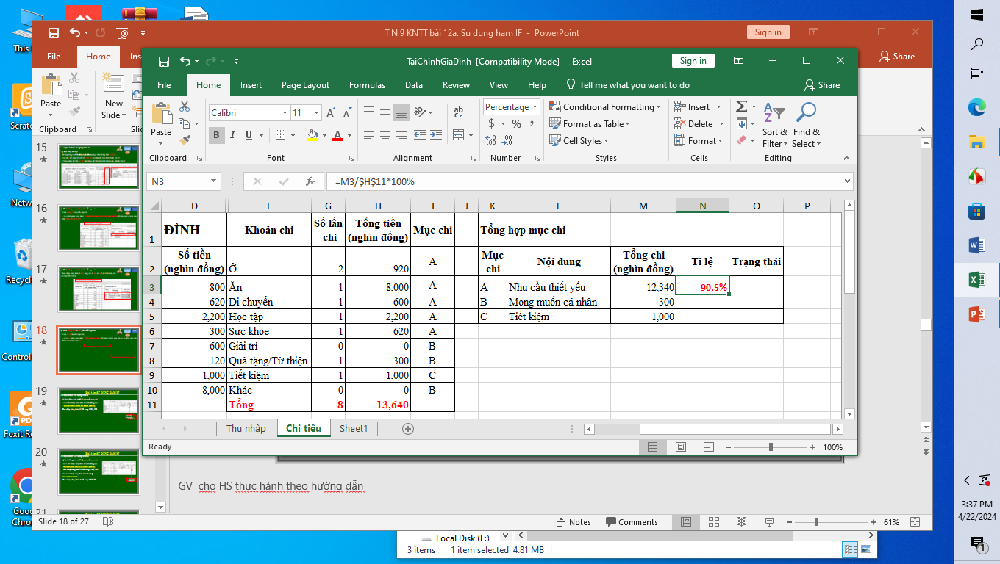 TIN 9 KNTT bài 12a. Su dung ham IF - PowerPoint
Sign in
File
Home
Ins
Share
Paste
Clipboard
New
Slide
Slid
TaiChinhGiaDinh [Compatibility Mode] - Excel
Sign in
File Home Insert Page Layout Formulas Data Review View Help Tell me what you want to do Share
Paste
Clipboard
Calibri 11
B I U
Font
Alignment
Percentage
$ % ,
Number
Conditional Formatting
Format as Table
Cell Styles
Styles
Insert
Delete
Format
Cells
Sort & Filter
Find & Select
Editing
N3
fx
=M3/$H$11*100%
D F G H I J K L M N O P
1 ĐÌNH Khoản chi Số lần chi Tổng tiền (nghìn đồng) Mục chi Tổng hợp mục chi
2 Số tiền (nghìn đồng) Ở 2 920 A Mục chi Nội dung Tổng chi (nghìn đồng) Tỉ lệ Trạng thái
3 800 Ăn 1 8,000 A A Nhu cầu thiết yếu 12,340 90.5%
4 620 Di chuyển 1 600 A B Mong muốn cá nhân 300
5 2,200 Học tập 1 2,200 A C Tiết kiệm 1,000
6 300 Sức khỏe 1 620 A
7 600 Giải trí 0 0 B
8 120 Quà tặng/Từ thiện 1 300 B
9 1,000 Tiết kiệm 1 1,000 C
10 8,000 Khác 0 0 B
11 Tổng 8 13,640
Thu nhập Chi tiêu Sheet1
Ready
100%
15
16
17
18
19
20
21
GV cho HS thực hành theo hướng dẫn
Slide 18 of 27
Notes
Comments
61%
Local Disk (E:)
3 items 1 item selected 4.81 MB
This
Scratc
Netw
Recycl
Control
Foxit Re
Goog
Chro
3:37 PM
4/22/2024
1